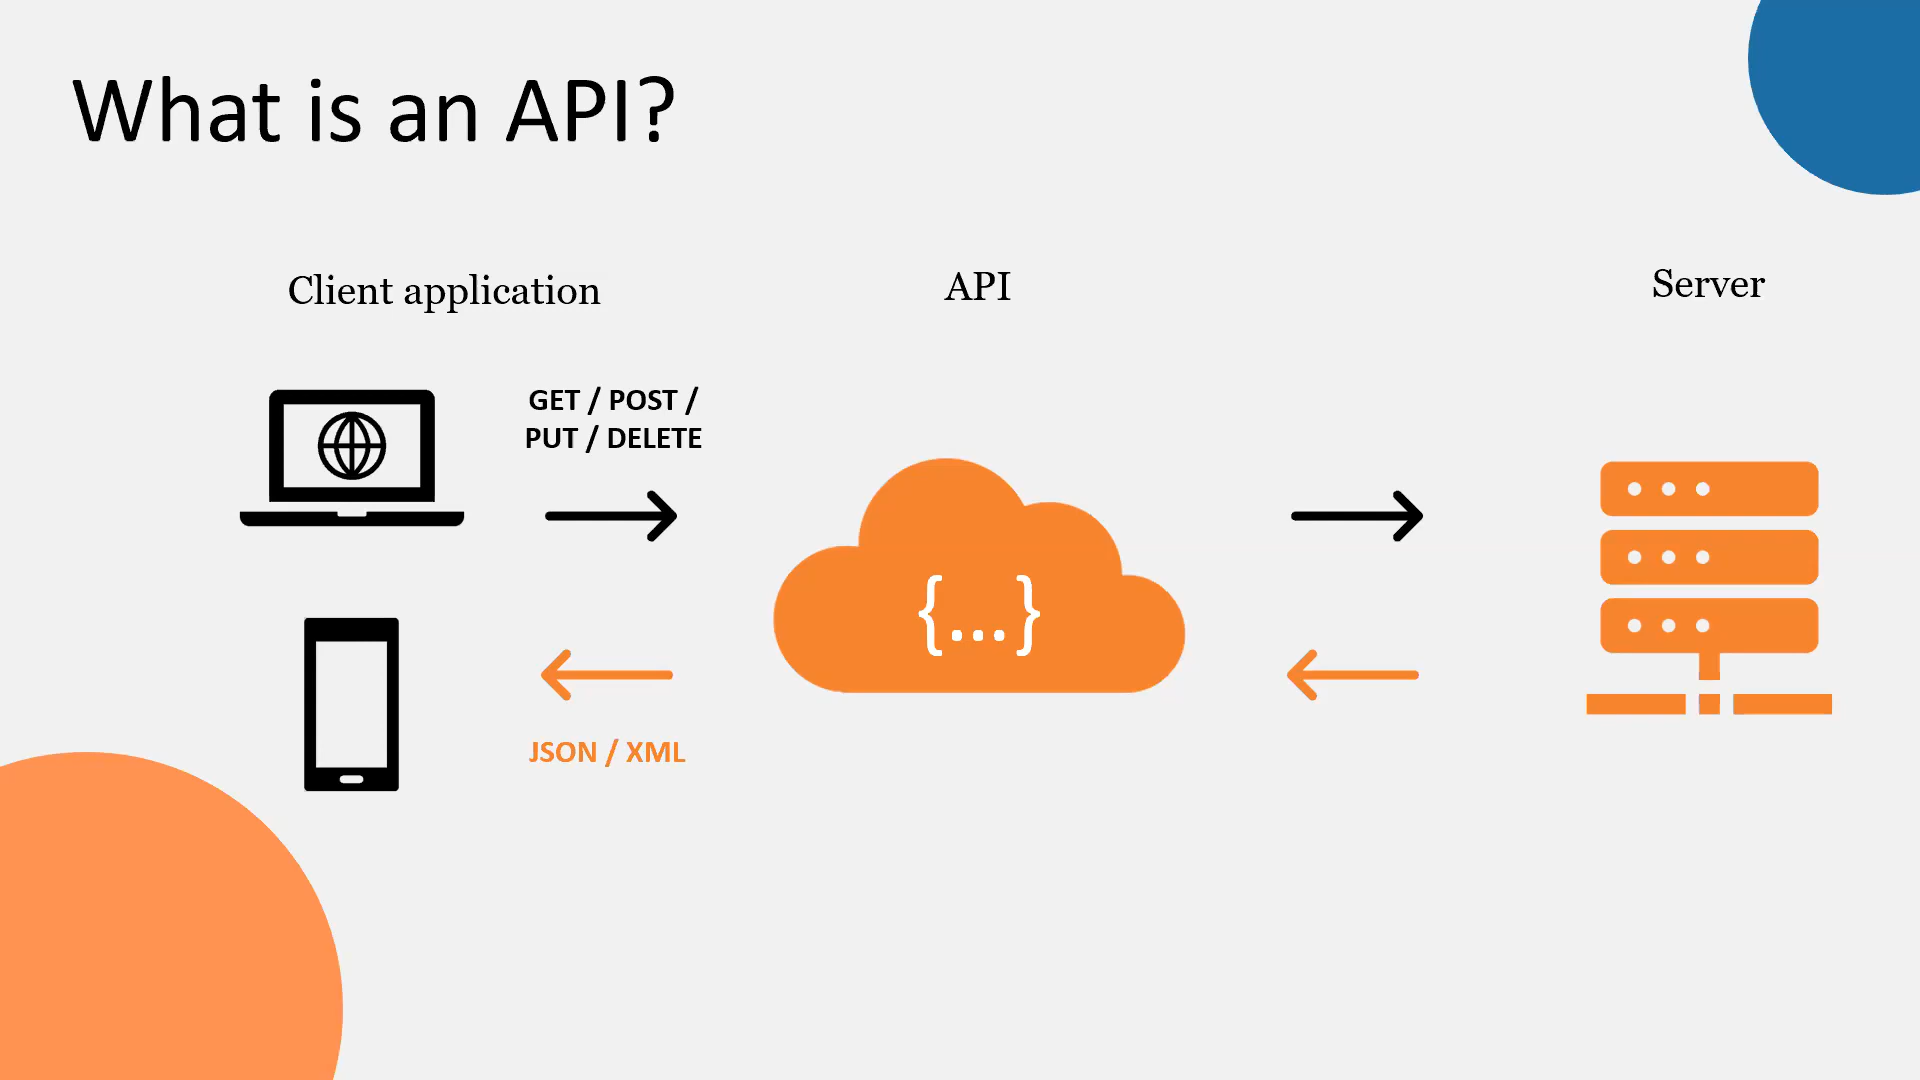 What is an API?
Client application
API
Server
GET / POST /
PUT / DELETE
{...}
JSON / XML